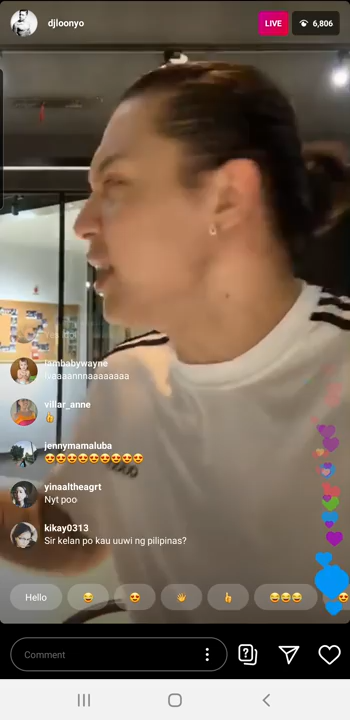 djloonyo
LIVE
6,806
iambabywayne
Naaaannnaaaaaaaa
villar_anne
👍
jennymamaluba
😍😍😍😍😍😍😍😍😍
yinaaltheagrt
Nyt poo
kikay0313
Sir kelan po kau uuwi ng pilipinas?
Hello
😂
😍
👋
👍
😂😂😂
Comment